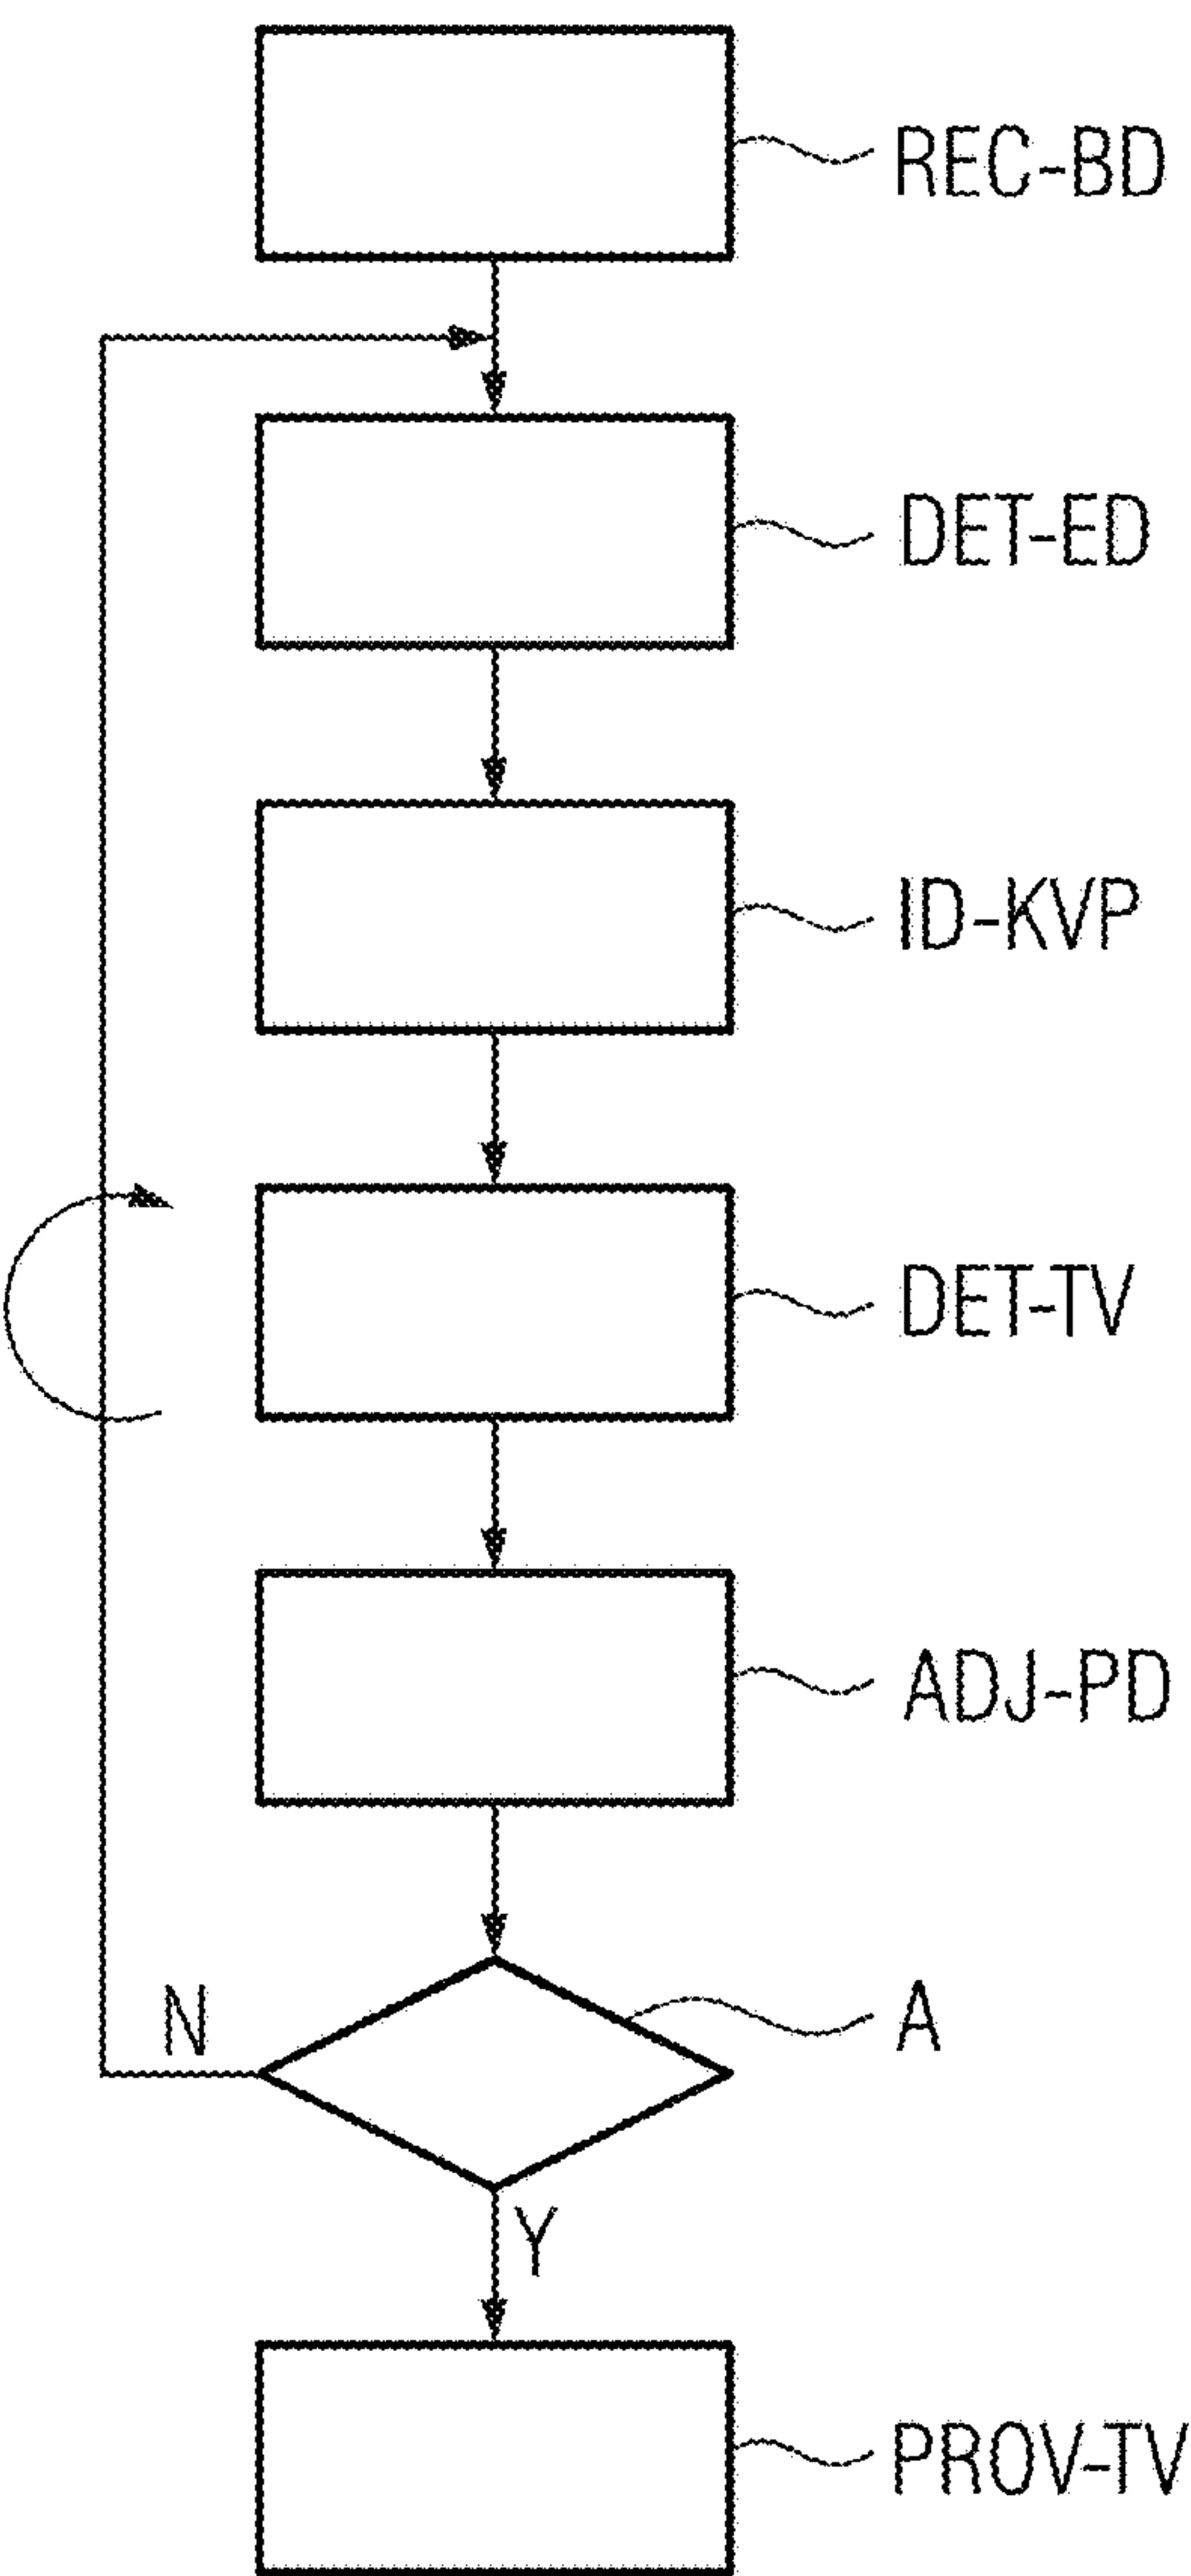 REC-BD
DET-ED
ID-KVP
DET-TV
ADJ-PD
N
A
Y
PROV-TV